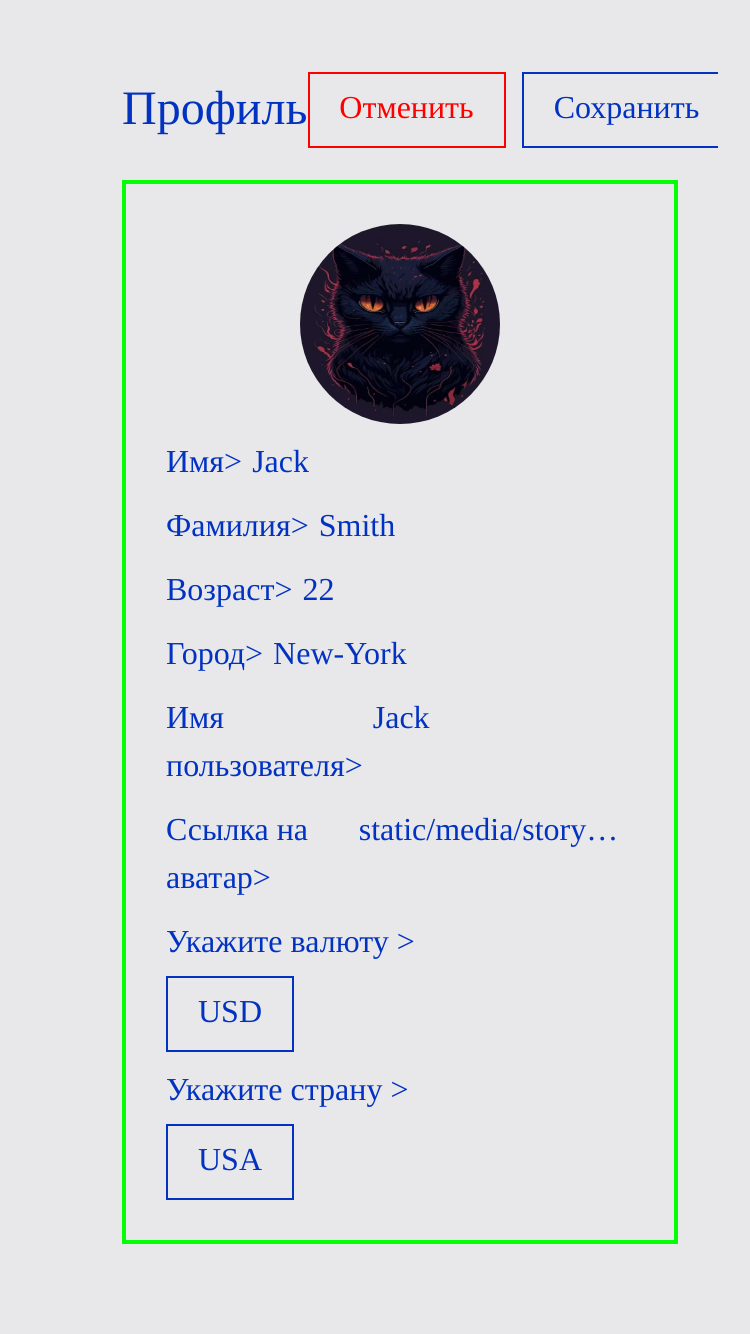 Профиль Отменить Сохранить
Имя> Jack
Фамилия> Smith
Возраст> 22
Город> New-York
Имя Jack
пользователя>
Ссылка на static/media/story…
аватар>
Укажите валюту >
USD
Укажите страну >
USA